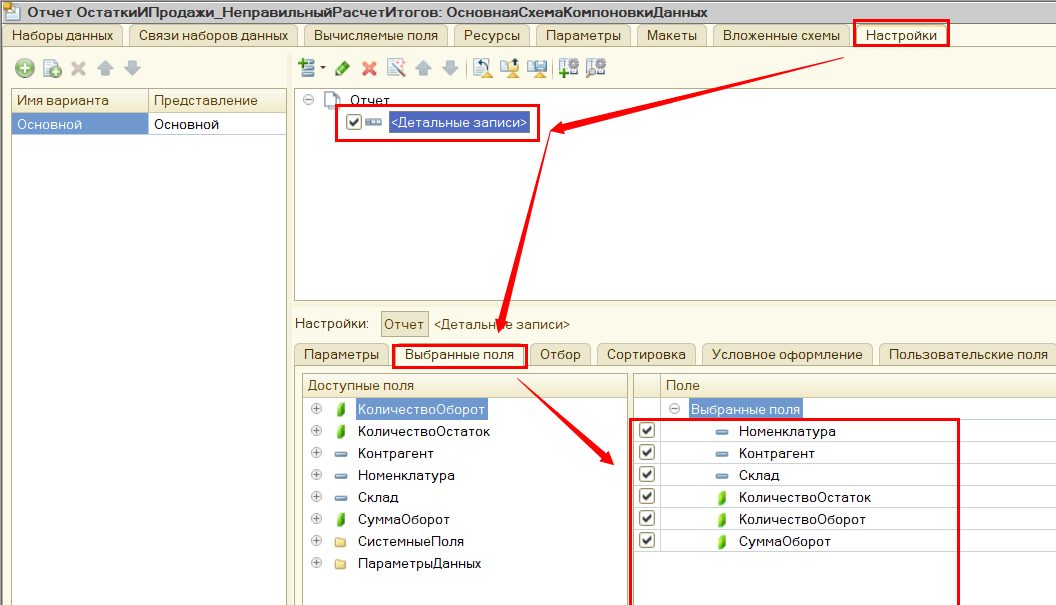 Отчет ОстаткиИПродажи_НеправильныйРасчетИтогов: ОсновнаяСхемаКомпоновкиДанных
Наборы данных Связи наборов данных Вычисляемые поля Ресурсы Параметры Макеты Вложенные схемы Настройки
Имя варианта Представление
Основной Основной
Отчет
<Детальные записи>
Настройки: Отчет <Детальные записи>
Параметры Выбранные поля Отбор Сортировка Условное оформление Пользовательские поля
Доступные поля
КоличествоОборот
КоличествоОстаток
Контрагент
Номенклатура
Склад
СуммаОборот
СистемныеПоля
ПараметрыДанных
Поле
Выбранные поля
Номенклатура
Контрагент
Склад
КоличествоОстаток
КоличествоОборот
СуммаОборот